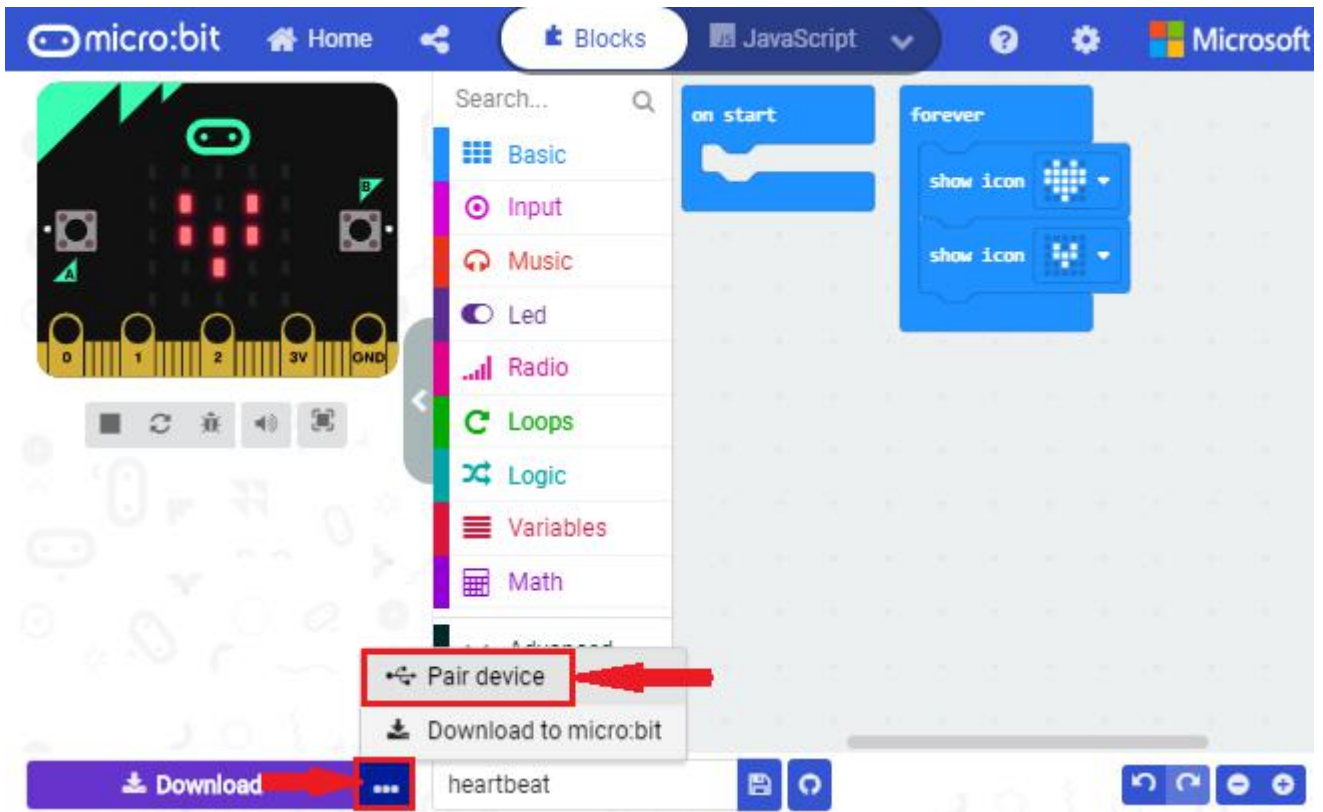 micro:bit Home Blocks JavaScript Microsoft
Search...
Basic
Input
Music
Led
Radio
Loops
Logic
Variables
Math
Advanced
B
A
0 1 2 3V GND
on start
forever
show icon
show icon
Pair device
Download to micro:bit
Download
heartbeat